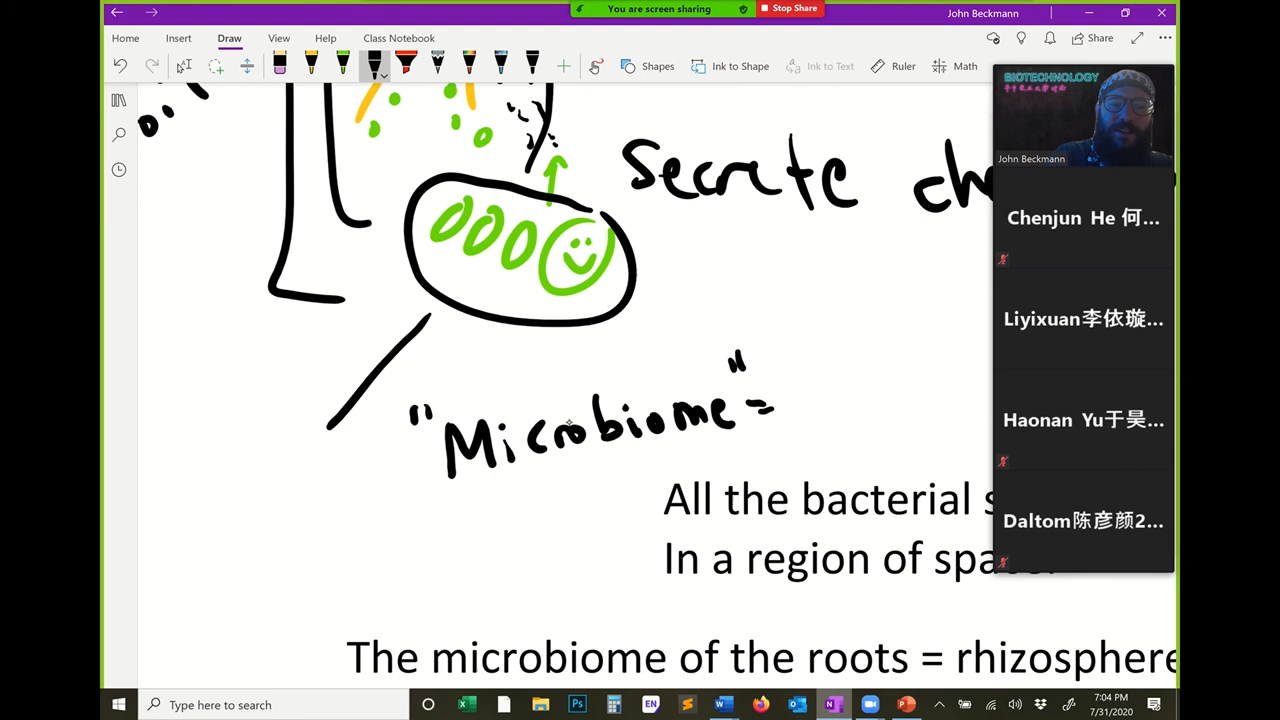 You are screen sharing
Stop Share
John Beckmann
Home Insert Draw View Help Class Notebook
Share
Shapes
Ink to Shape
Ink to Text
Ruler
Math
BIOTECHNOLOGY
John Beckmann
Secrete
Chenjun He 何...
Liyixuan李依璇...
Haonan Yu于昊...
Daltom陈彦颜2...
"Microbiome"=
All the bacterial
In a region of
The microbiome of the roots = rhizosphere
Type here to search
EN
7:04 PM
7/31/2020